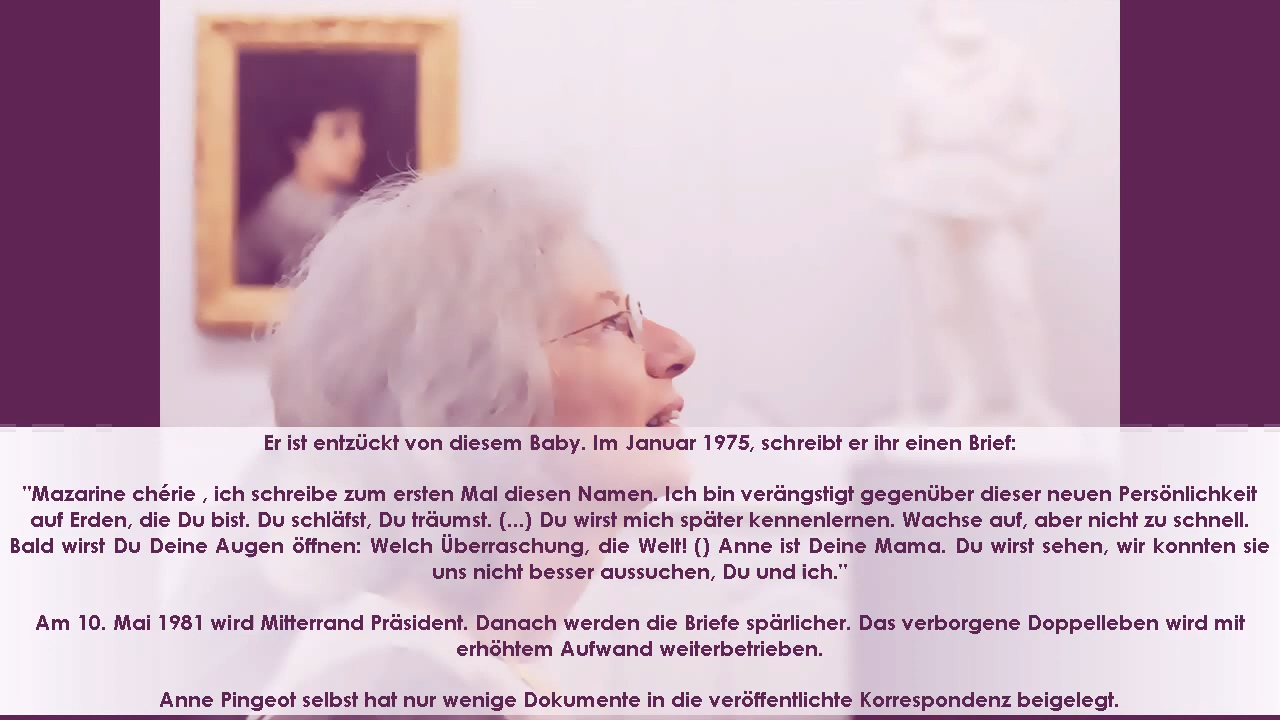 Er ist entzückt von diesem Baby. Im Januar 1975, schreibt er ihr einen Brief:
"Mazarine chérie , ich schreibe zum ersten Mal diesen Namen. Ich bin verängstigt gegenüber dieser neuen Persönlichkeit
auf Erden, die Du bist. Du schläfst, Du träumst. (...) Du wirst mich später kennenlernen. Wachse auf, aber nicht zu schnell.
Bald wirst Du Deine Augen öffnen: Welch Überraschung, die Welt! () Anne ist Deine Mama. Du wirst sehen, wir konnten sie
uns nicht besser aussuchen, Du und ich."
Am 10. Mai 1981 wird Mitterrand Präsident. Danach werden die Briefe spärlicher. Das verborgene Doppelleben wird mit
erhöhtem Aufwand weiterbetrieben.
Anne Pingeot selbst hat nur wenige Dokumente in die veröffentlichte Korrespondenz beigelegt.